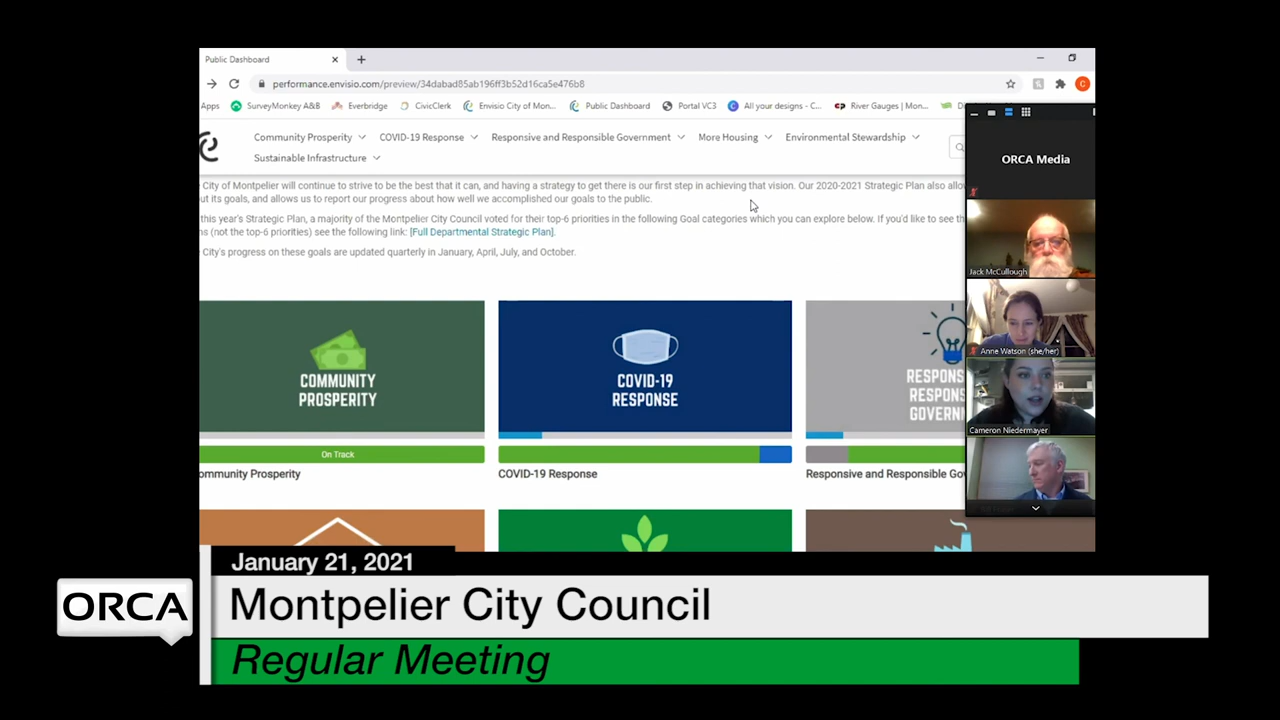 Public Dashboard
performance.envisio.com/preview/34dabad85ab196ff3b52d16ca5e476b8
Apps SurveyMonkey A&B Everbridge CivicClerk Envisio City of Mon... Public Dashboard Portal VC3 All your designs - C... River Gauges | Mon...
C
Community Prosperity COVID-19 Response Responsive and Responsible Government More Housing Environmental Stewardship
Sustainable Infrastructure
City of Montpelier will continue to strive to be the best that it can, and having a strategy to get there is our first step in achieving that vision. Our 2020-2021 Strategic Plan also allow
ut its goals, and allows us to report our progress about how well we accomplished our goals to the public.
this year's Strategic Plan, a majority of the Montpelier City Council voted for their top-6 priorities in the following Goal categories which you can explore below. If you'd like to see th
ns (not the top-6 priorities) see the following link: [Full Departmental Strategic Plan].
City's progress on these goals are updated quarterly in January, April, July, and October.
COMMUNITY
PROSPERITY
COVID-19
RESPONSE
RESPONS
RESPONS
GOVERN
On Track
ommunity Prosperity
COVID-19 Response
Responsive and Responsible Gov
ORCA Media
Jack McCullough
Anne Watson (she/her)
Cameron Niedermayer
January 21, 2021
ORCA
Montpelier City Council
Regular Meeting